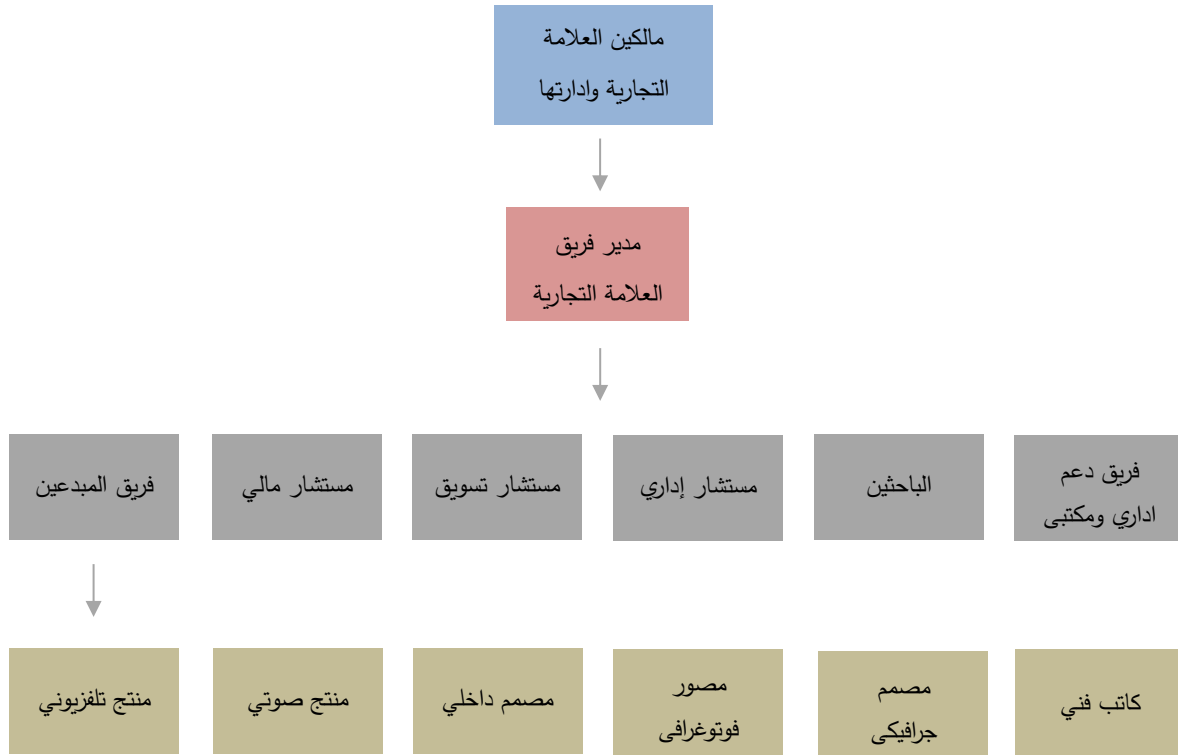 مالكين العلامة
التجارية وادارتها
مدير فريق
العلامة التجارية
فريق دعم
اداري ومكتبى
الباحثين
مستشار إداري
مستشار تسويق
مستشار مالي
فريق المبدعين
كاتب فني
مصمم
جرافيكى
مصور
فوتوغرافى
مصمم داخلي
منتج صوتي
منتج تلفزيوني